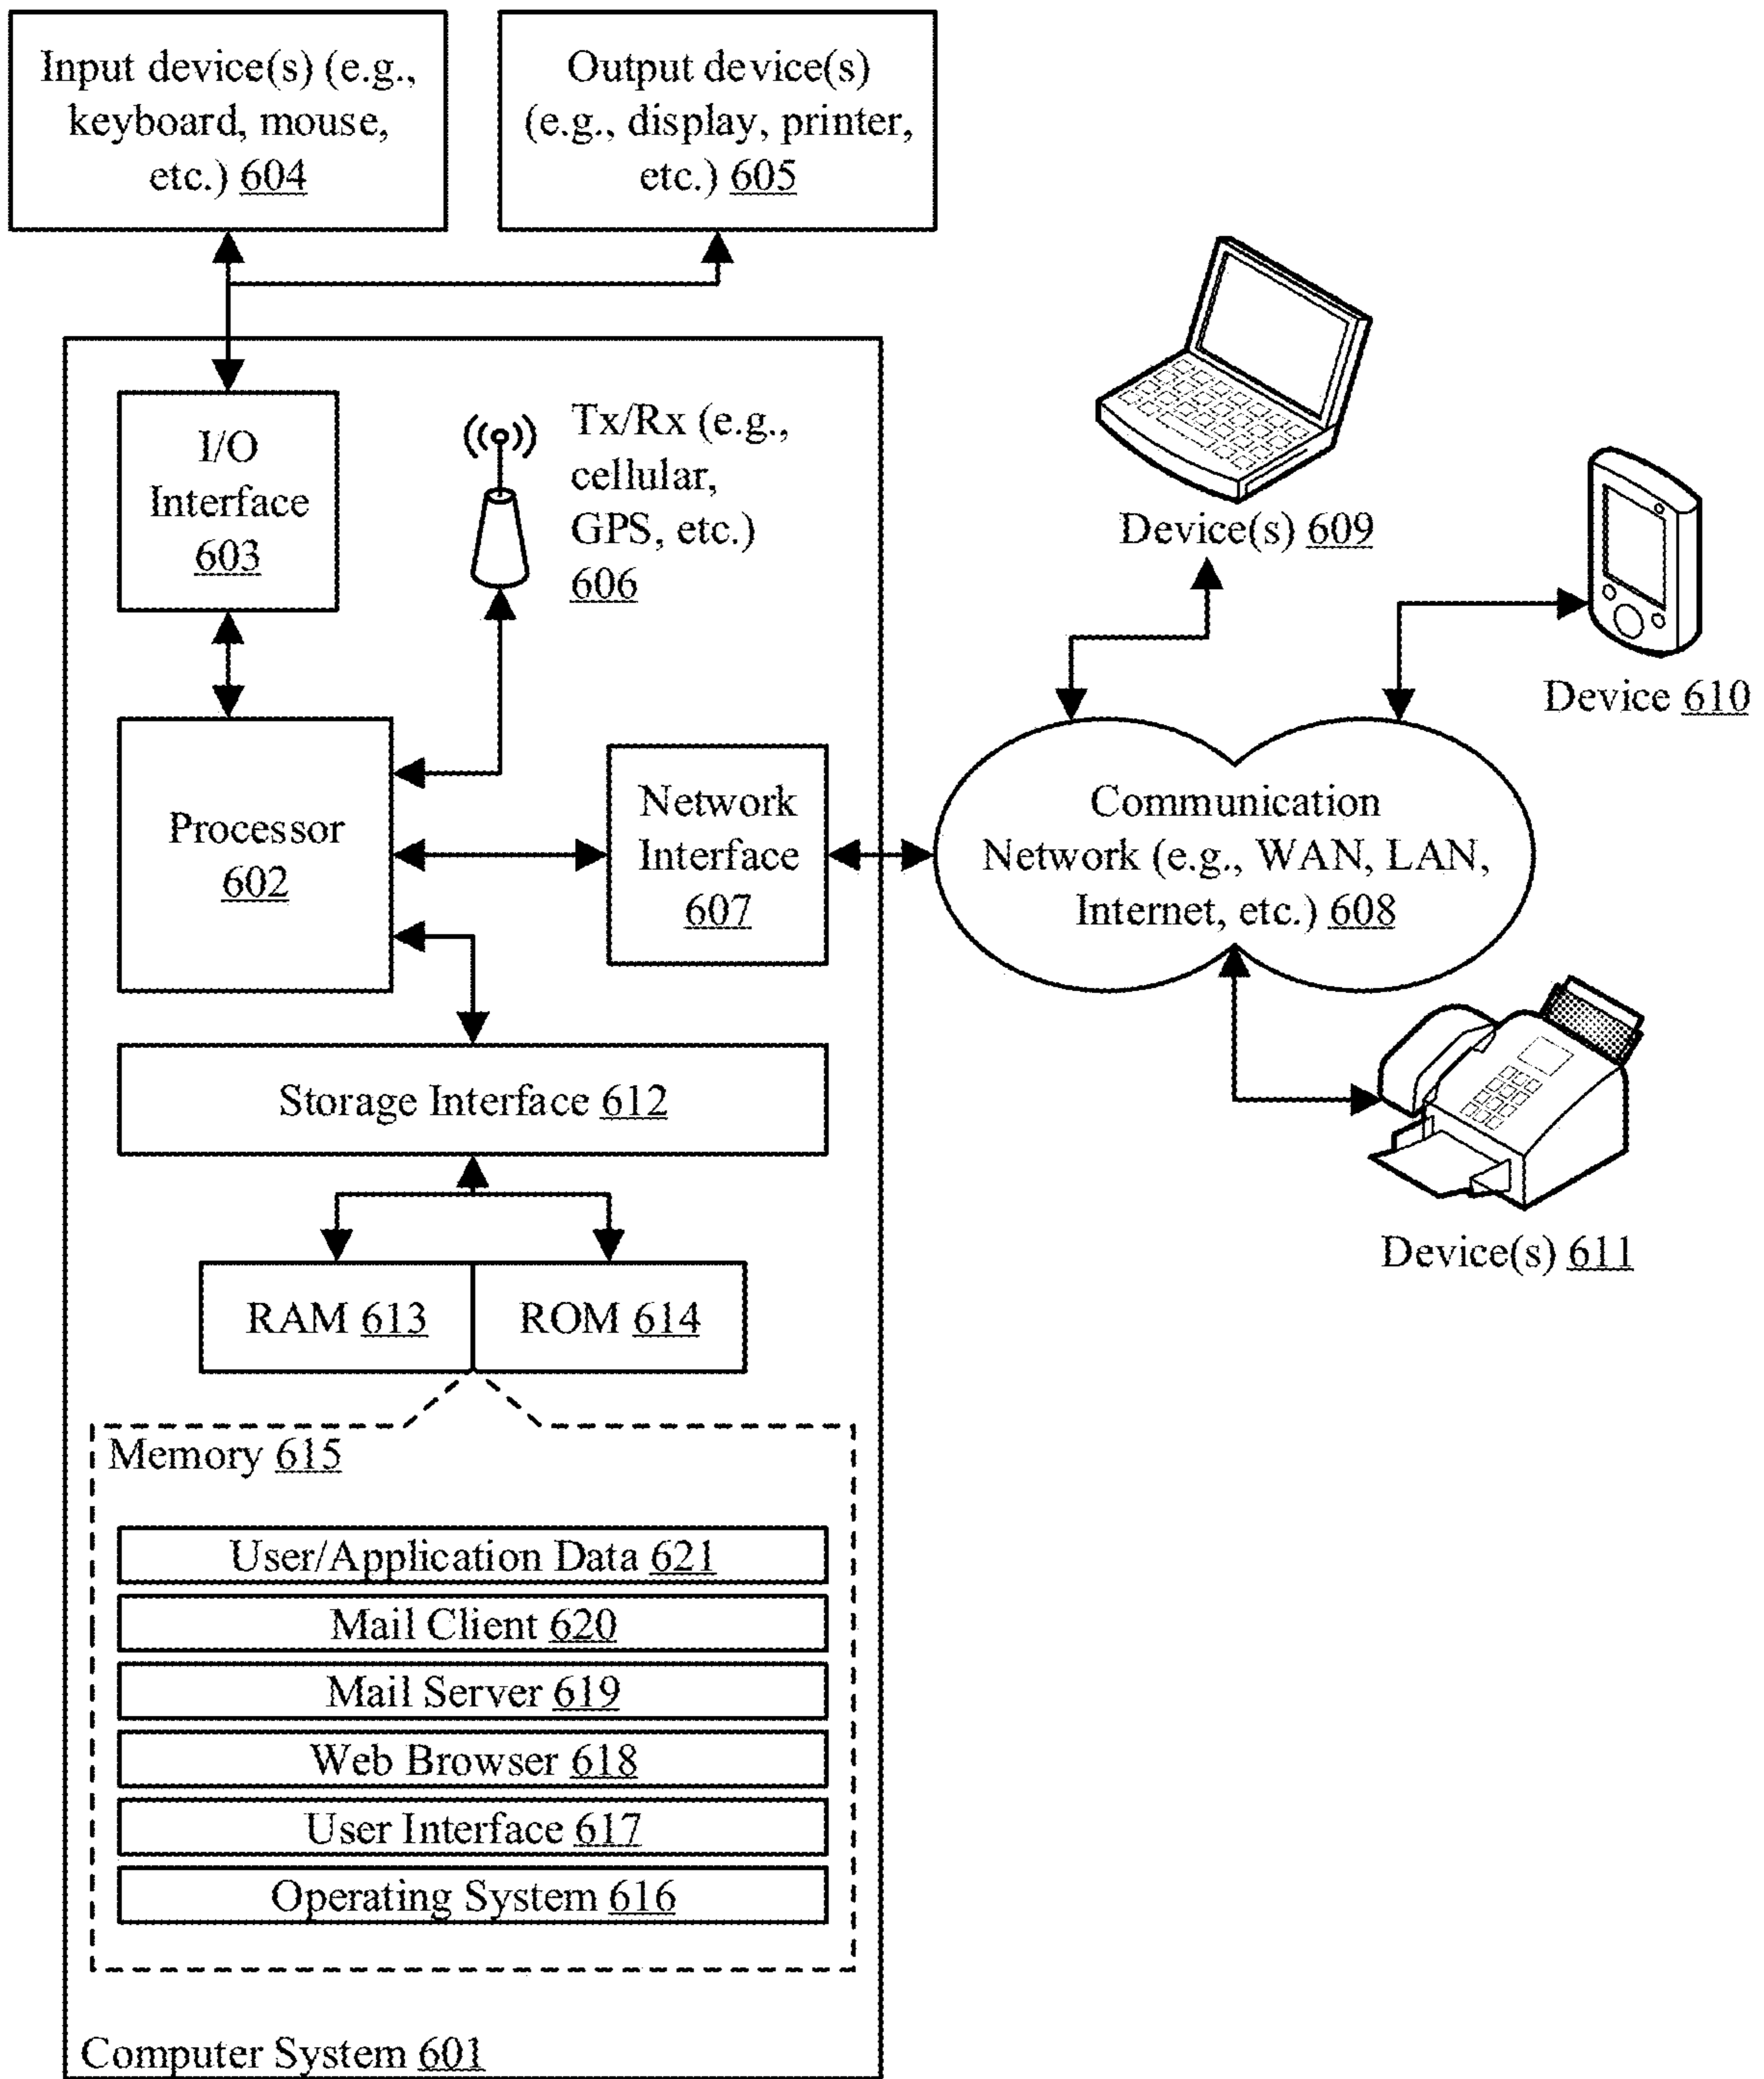 Input device(s) (e.g.,
keyboard, mouse,
etc.) 604
Output device(s)
(e.g., display, printer,
etc.) 605
I/O
Interface
603
Tx/Rx (e.g.,
cellular,
GPS, etc.)
606
Device(s) 609
Device 610
Processor
602
Network
Interface
607
Communication
Network (e.g., WAN, LAN,
Internet, etc.) 608
Storage Interface 612
Device(s) 611
RAM 613
ROM 614
Memory 615
User/Application Data 621
Mail Client 620
Mail Server 619
Web Browser 618
User Interface 617
Operating System 616
Computer System 601